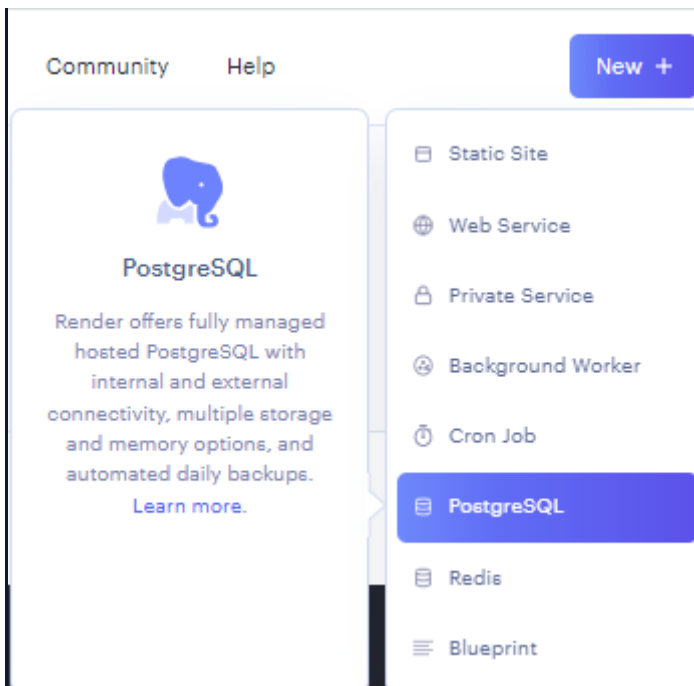 Community
Help
New +
PostgreSQL
Render offers fully managed
hosted PostgreSQL with
internal and external
connectivity, multiple storage
and memory options, and
automated daily backups.
Learn more.
Static Site
Web Service
Private Service
Background Worker
Cron Job
PostgreSQL
Redis
Blueprint